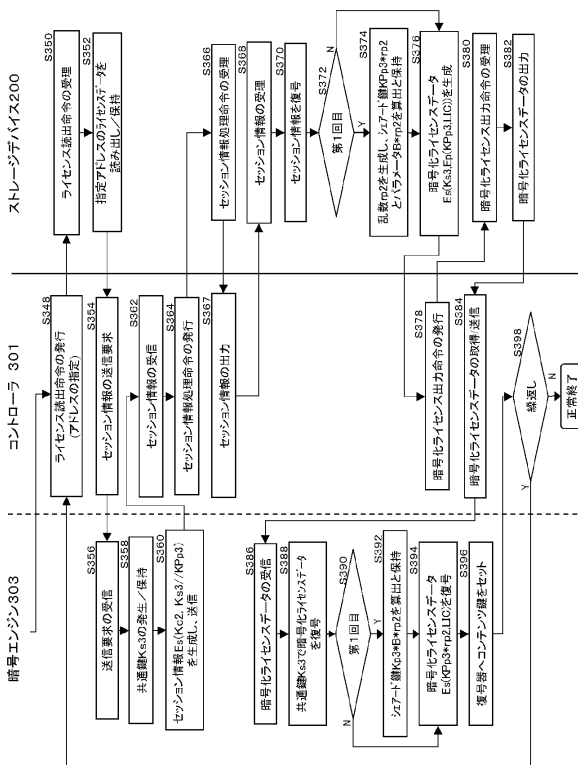 暗号エンジン303
コントローラ 301
ストレージデバイス200
S348
ライセンス読出命令の発行
(アドレスの指定)
S350
ライセンス読出命令の受理
S352
指定アドレスのライセンスデータを
読み出し/保持
S354
セッション情報の送信要求
S356
送信要求の受信
S358
共通鍵Ks3の発生/保持
S360
セッション情報Es(Kc2, Ks3//KPp3)
を生成し、送信
S362
セッション情報の受信
S364
セッション情報処理命令の発行
S366
セッション情報処理命令の受理
S367
セッション情報の出力
S368
セッション情報の受理
S370
セッション情報を復号
S372
第1回目
N
Y
S374
乱数rp2を生成し、シェアード鍵KPp3*rp2
とパラメータB*rp2を算出と保持
S376
暗号化ライセンスデータ
Es(Ks3,Ep(KPp3,LIC))を生成
S378
暗号化ライセンス出力命令の発行
S380
暗号化ライセンス出力命令の受理
S382
暗号化ライセンスデータの出力
S384
暗号化ライセンスデータの取得/送信
S386
暗号化ライセンスデータの受信
S388
共通鍵Ks3で暗号化ライセンスデータ
を復号
S390
第1回目
N
Y
S392
シェアード鍵Kp3*B*rp2を算出と保持
S394
暗号化ライセンスデータ
Es(KPp3*rp2,LIC)を復号
S396
復号器へコンテンツ鍵をセット
S398
繰返し
Y
N
正常終了